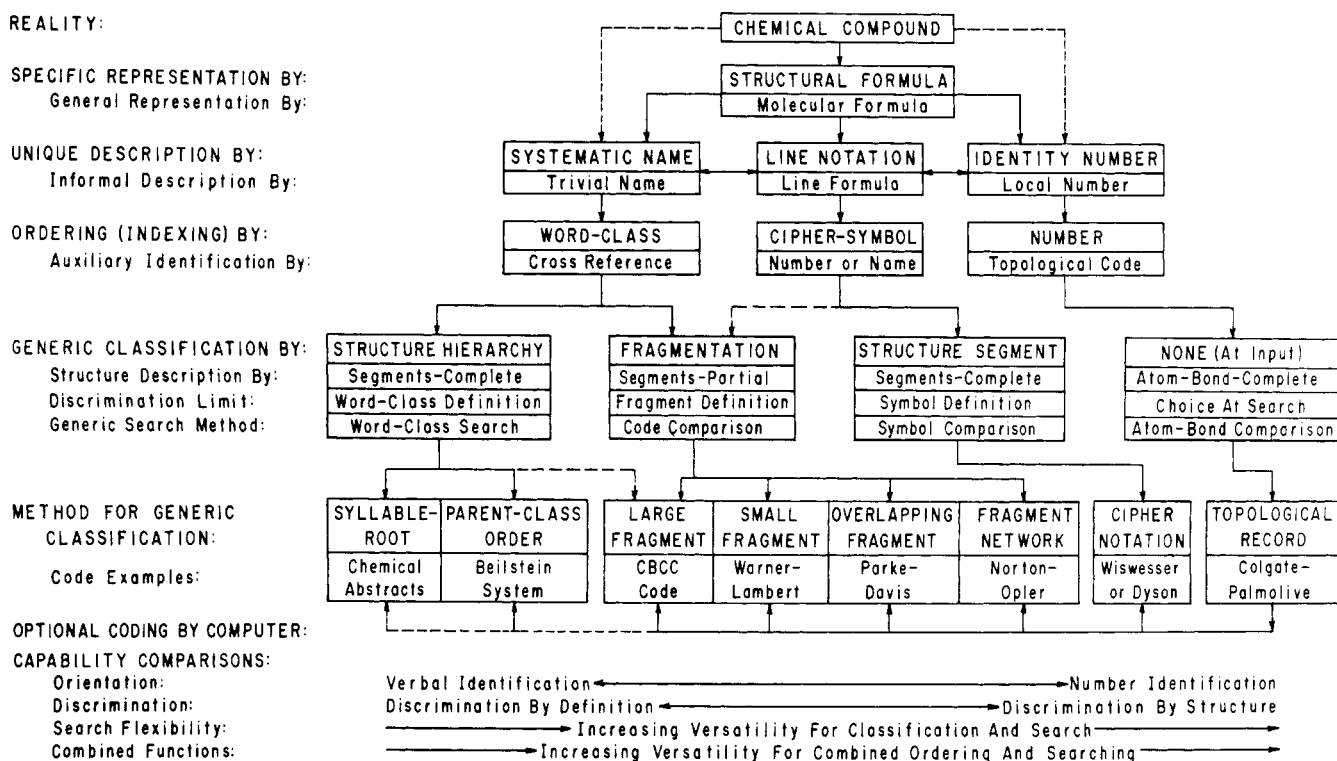 REALITY:
CHEMICAL COMPOUND
SPECIFIC REPRESENTATION BY:
STRUCTURAL FORMULA
General Representation By:
Molecular Formula
UNIQUE DESCRIPTION BY:
SYSTEMATIC NAME
LINE NOTATION
IDENTITY NUMBER
Informal Description By:
Trivial Name
Line Formula
Local Number
ORDERING (INDEXING) BY:
WORD-CLASS
CIPHER-SYMBOL
NUMBER
Auxiliary Identification By:
Cross Reference
Number or Name
Topological Code
GENERIC CLASSIFICATION BY:
STRUCTURE HIERARCHY
FRAGMENTATION
STRUCTURE SEGMENT
NONE (At Input)
Structure Description By:
Segments-Complete
Segments-Partial
Segments-Complete
Atom-Bond-Complete
Discrimination Limit:
Word-Class Definition
Fragment Definition
Symbol Definition
Choice At Search
Generic Search Method:
Word-Class Search
Code Comparison
Symbol Comparison
Atom-Bond Comparison
METHOD FOR GENERIC
CLASSIFICATION:
SYLLABLE-
ROOT
PARENT-CLASS
ORDER
LARGE
FRAGMENT
SMALL
FRAGMENT
OVERLAPPING
FRAGMENT
FRAGMENT
NETWORK
CIPHER
NOTATION
TOPOLOGICAL
RECORD
Code Examples:
Chemical
Abstracts
Beilstein
System
CBCC
Code
Warner-
Lambert
Parke-
Davis
Norton-
Opler
Wiswesser
or Dyson
Colgate-
Palmolive
OPTIONAL CODING BY COMPUTER:
CAPABILITY COMPARISONS:
Orientation:
Verbal Identification
Number Identification
Discrimination:
Discrimination By Definition
Discrimination By Structure
Search Flexibility:
Increasing Versatility For Classification And Search
Combined Functions:
Increasing Versatility For Combined Ordering And Searching